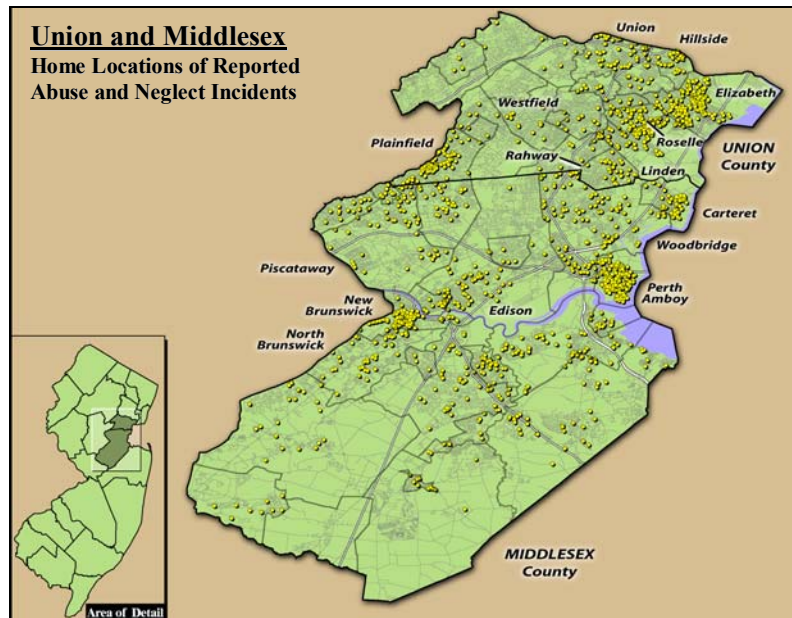 Union and Middlesex
Home Locations of Reported
Abuse and Neglect Incidents
Union
Hillside
Elizabeth
Westfield
Plainfield
Roselle
UNION
County
Rahway
Linden
Carteret
Woodbridge
Piscataway
Perth
Amboy
New
Brunswick
Edison
North
Brunswick
MIDDLESEX
County
Area of Detail